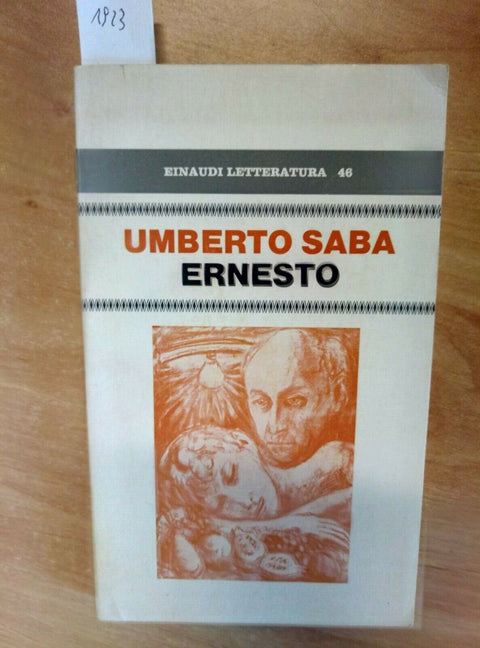 1923
EINAUDI LETTERATURA 46
UMBERTO SABA
ERNESTO